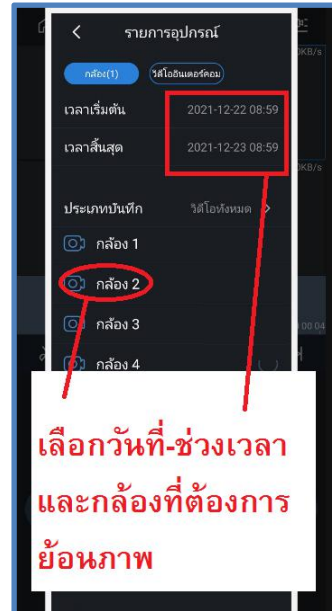 รายการอุปกรณ์
กล้อง(1) วิดีโออินเตอร์คอม
เวลาเริ่มต้น 2021-12-22 08:59
เวลาสิ้นสุด 2021-12-23 08:59
ประเภทบันทึก วิดีโอทั้งหมด >
กล้อง 1
กล้อง 2
กล้อง 3
กล้อง 4
เลือกวันที่-ช่วงเวลา
และกล้องที่ต้องการ
ย้อนภาพ